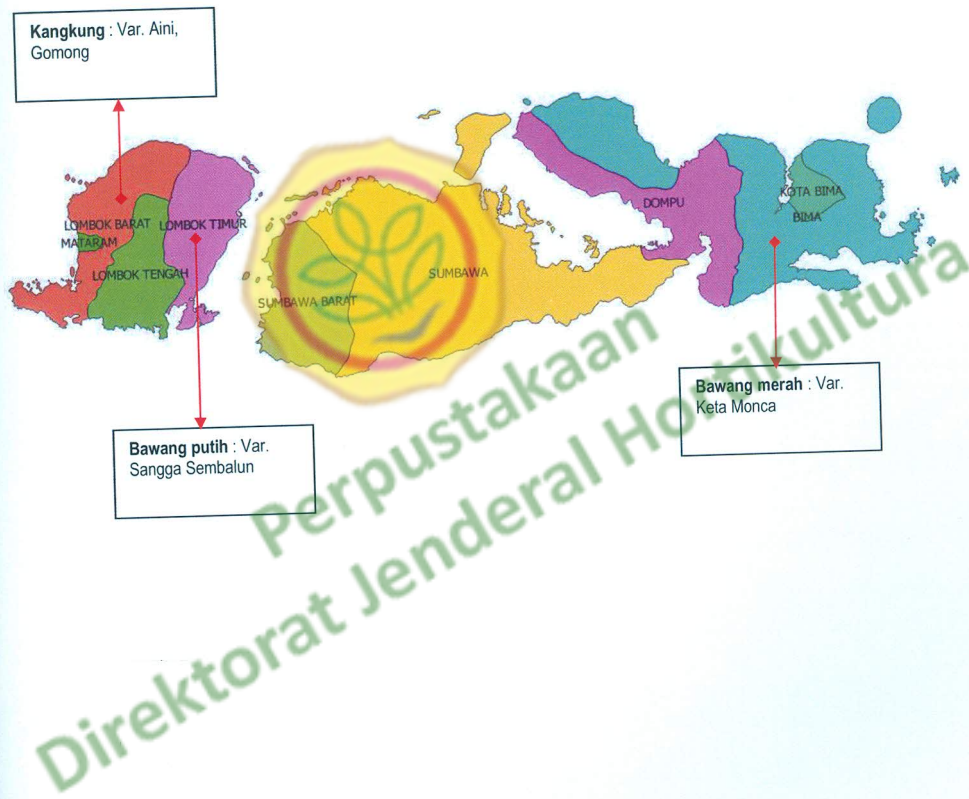 Kangkung : Var. Aini,
Gomong
LOMBOK BARAT
LOMBOK TIMUR
MATARAM
LOMBOK TENGAH
SUMBAWA BARAT
SUMBAWA
DOMPU
KOTA BIMA
BIMA
Bawang merah : Var.
Keta Monca
Bawang putih : Var.
Sangga Sembalun
Perpustakaan
Direktorat Jenderal Hortikultura